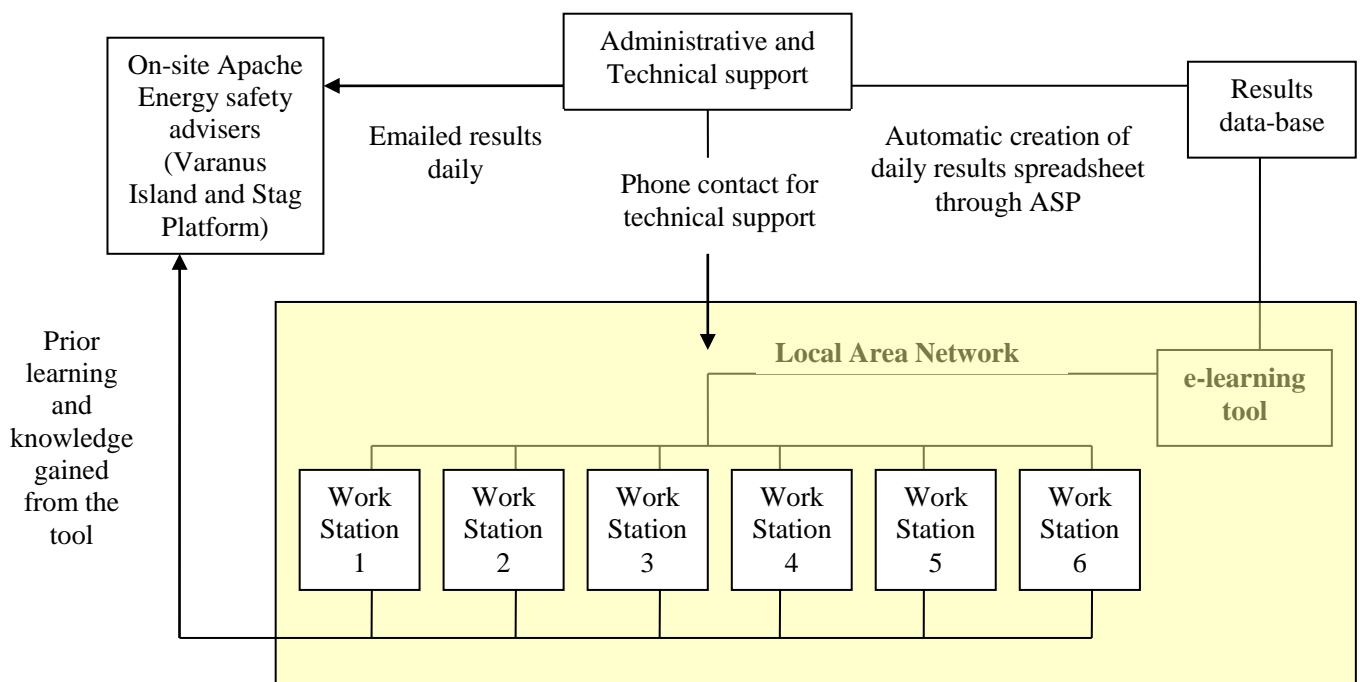 Administrative and
Technical support
On-site Apache
Energy safety
advisers
(Varanus
Island and Stag
Platform)
Results
data-base
Emailed results
daily
Automatic creation of
daily results spreadsheet
through ASP
Phone contact for
technical support
Prior
learning
and
knowledge
gained
from the
tool
Local Area Network
e-learning
tool
Work
Station
1
Work
Station
2
Work
Station
3
Work
Station
4
Work
Station
5
Work
Station
6